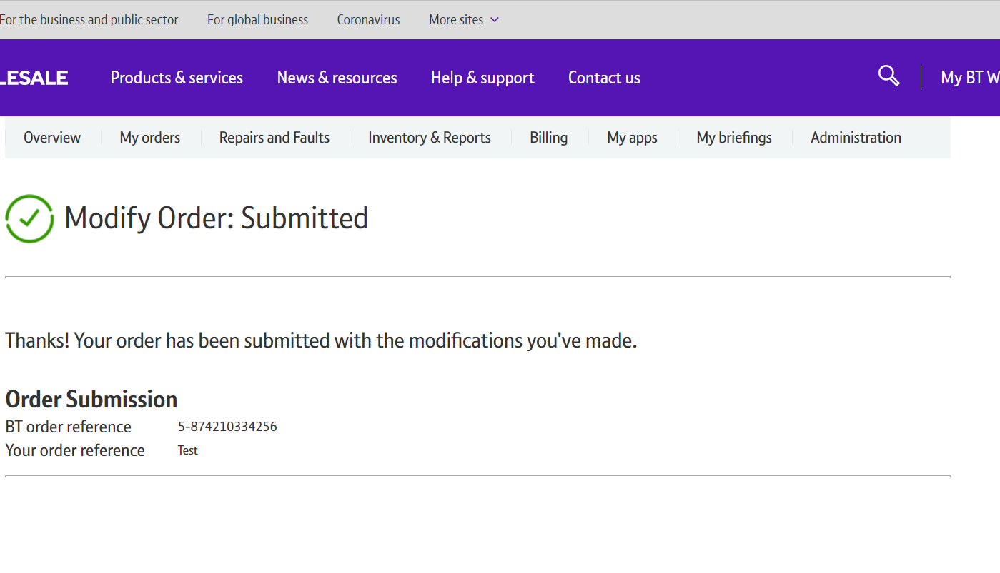 For the business and public sector For global business Coronavirus More sites
LESALE Products & services News & resources Help & support Contact us My BT W
Overview My orders Repairs and Faults Inventory & Reports Billing My apps My briefings Administration
Modify Order: Submitted
Thanks! Your order has been submitted with the modifications you've made.
Order Submission
BT order reference 5-874210334256
Your order reference Test